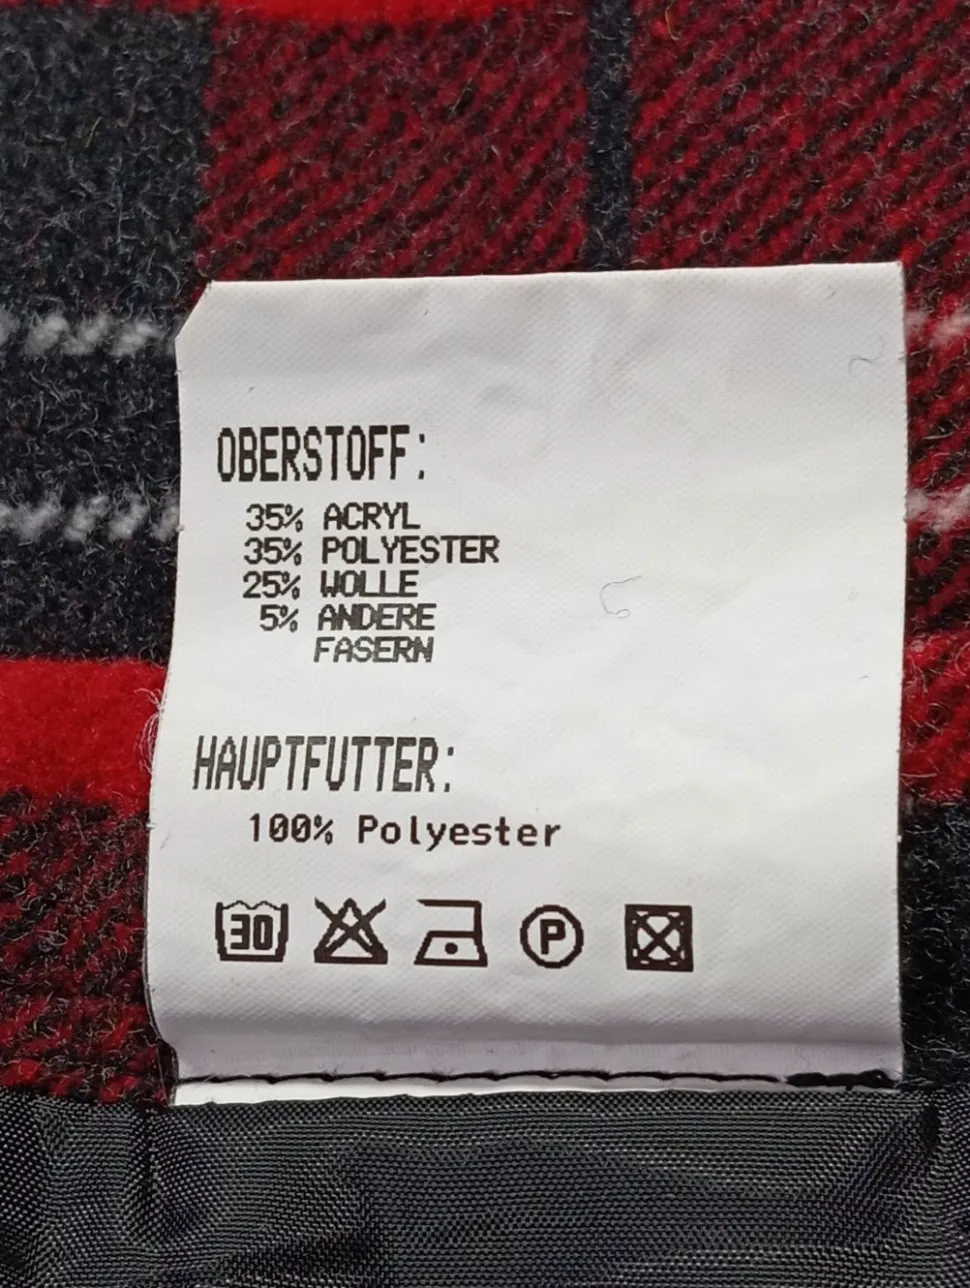 OBERSTOFF:
35% ACRYL
35% POLYESTER
25% WOLLE
5% ANDERE
FASERN
HAUPTFUTTER:
100% Polyester
30 P